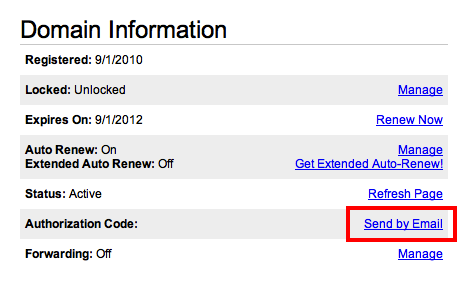 Domain Information
Registered: 9/1/2010
Locked: Unlocked Manage
Expires On: 9/1/2012 Renew Now
Auto Renew: On Manage
Extended Auto Renew: Off Get Extended Auto-Renew!
Status: Active Refresh Page
Authorization Code: Send by Email
Forwarding: Off Manage